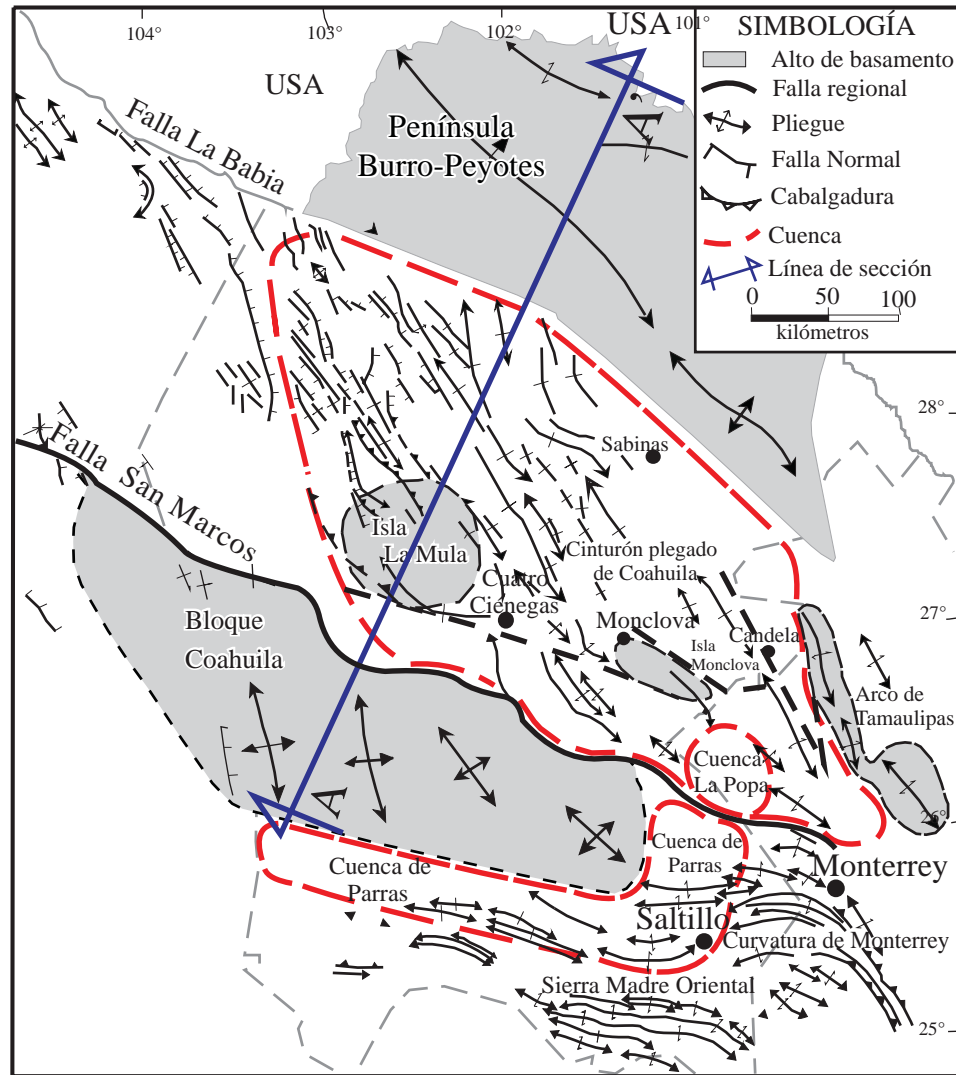 104°
103°
102°
101°
USA
USA
SIMBOLOGÍA
Alto de basamento
Falla regional
Pliegue
Falla Normal
Cabalgadura
Cuenca
Línea de sección
0 50 100
kilómetros
Falla La Babia
Península
Burro-Peyotes
A'
28°
Sabinas
Falla San Marcos
Isla
La Mula
Cinturón plegado
de Coahuila
Cuatro
Ciénegas
27°
Bloque
Coahuila
Monclova
Isla
Monclova
Candela
Arco de
Tamaulipas
Cuenca
La Popa
A
26°
Cuenca de
Parras
Cuenca de
Parras
Monterrey
Saltillo
Curvatura de Monterrey
Sierra Madre Oriental
25°